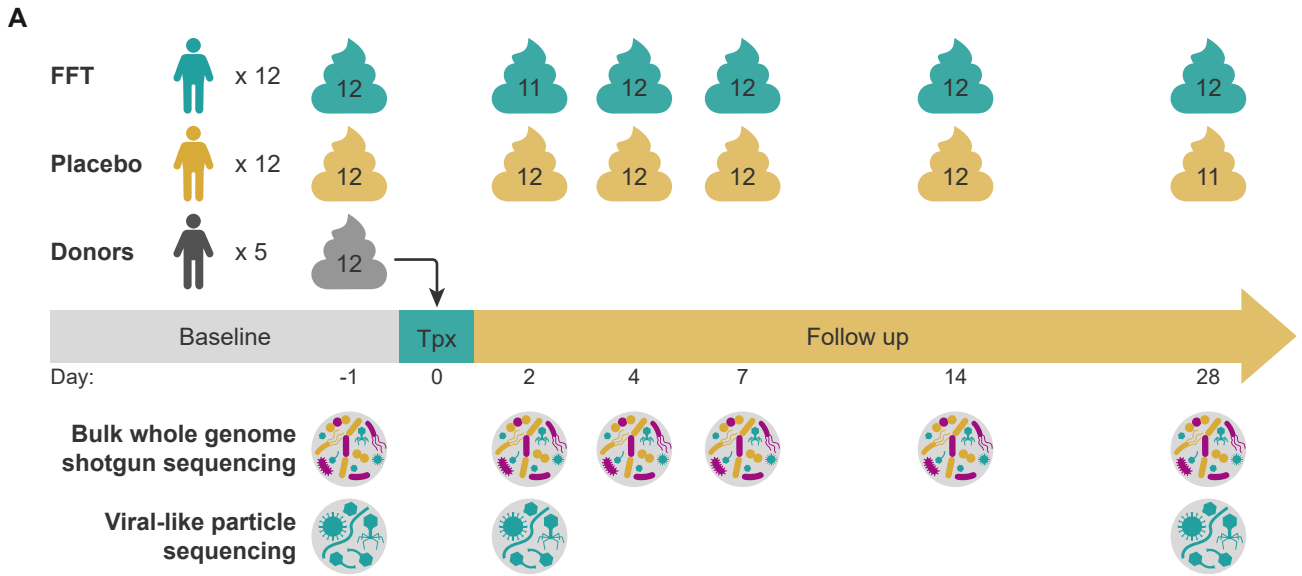 A
FFT x 12 12 11 12 12 12 12
Placebo x 12 12 12 12 12 12 11
Donors x 5 12
Baseline Tpx Follow up
Day: -1 0 2 4 7 14 28
Bulk whole genome
shotgun sequencing
Viral-like particle
sequencing